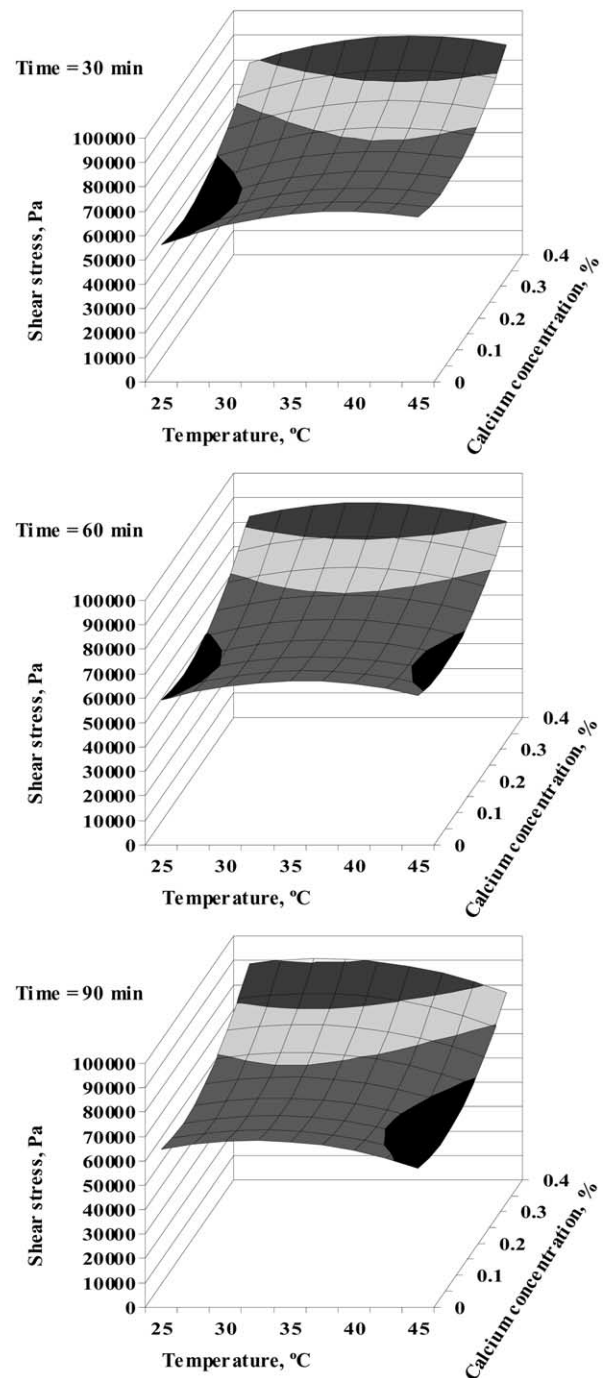 Time = 30 min
100000
90000
80000
70000
60000
50000
40000
30000
20000
10000
0
Shear stress, Pa
25 30 35 40 45
Temperature, ºC
0 0.1 0.2 0.3 0.4
Calcium concentration, %
Time = 60 min
100000
90000
80000
70000
60000
50000
40000
30000
20000
10000
0
Shear stress, Pa
25 30 35 40 45
Temperature, ºC
0 0.1 0.2 0.3 0.4
Calcium concentration, %
Time = 90 min
100000
90000
80000
70000
60000
50000
40000
30000
20000
10000
0
Shear stress, Pa
25 30 35 40 45
Temperature, ºC
0 0.1 0.2 0.3 0.4
Calcium concentration, %